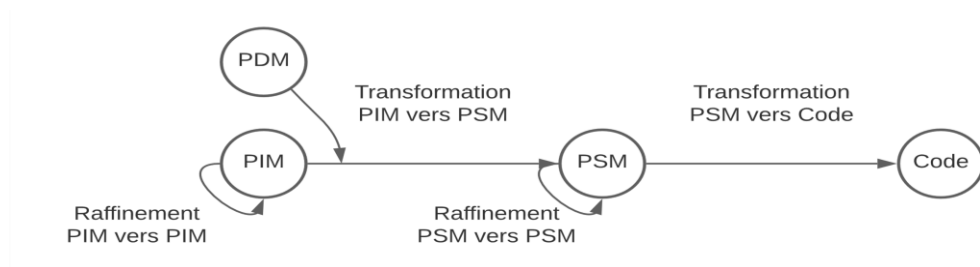 PDM
Transformation
PIM vers PSM
Transformation
PSM vers Code
PIM
PSM
Code
Raffinement
PIM vers PIM
Raffinement
PSM vers PSM